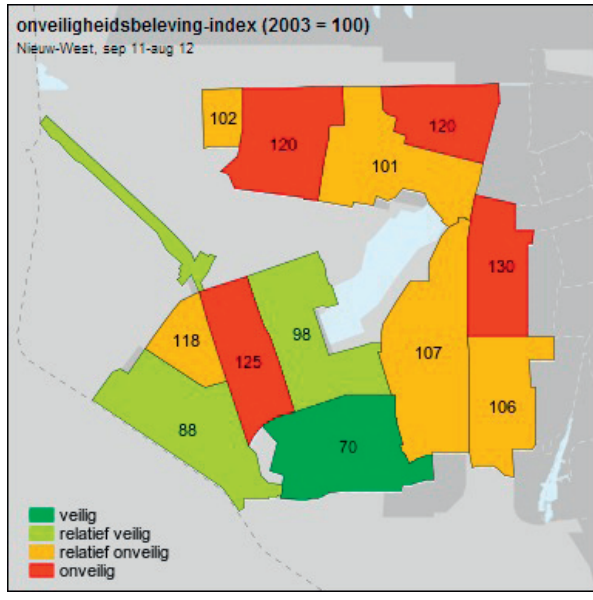 onveiligheidsbeleving-index (2003 = 100)
Nieuw-West, sep 11-aug 12
102
120
120
101
130
98
118
125
107
106
88
70
veilig
relatief veilig
relatief onveilig
onveilig